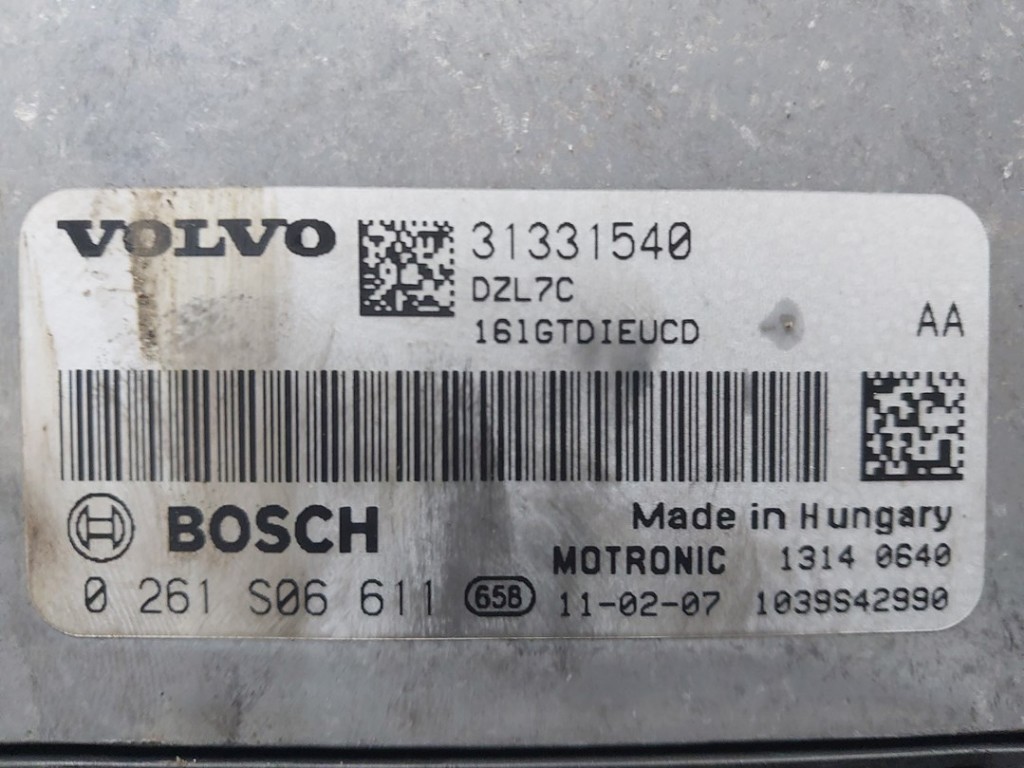 VOLVO
31331540
DZL7C
161GTDIEUCD
AA
BOSCH
Made in Hungary
MOTRONIC 1314 0640
0 261 S06 611 658 11-02-07 1039S42990